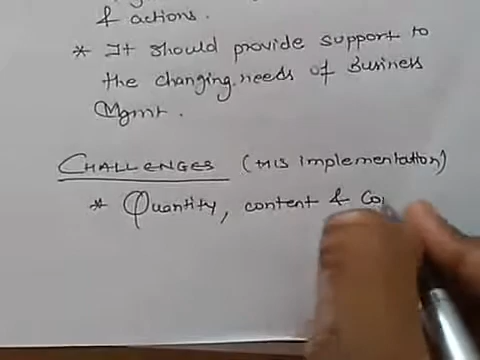 & actions.
* It should provide support to
the changing needs of Business
Mgmt.
CHALLENGES (MIS implementation)
* Quantity, content & Co